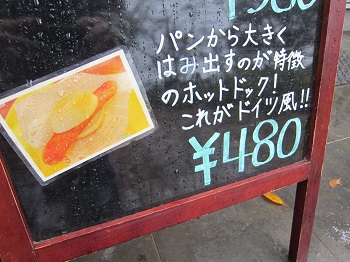 パンから大きく
はみ出すのが特徴
のホットドック!
これがドイツ風!!
¥480